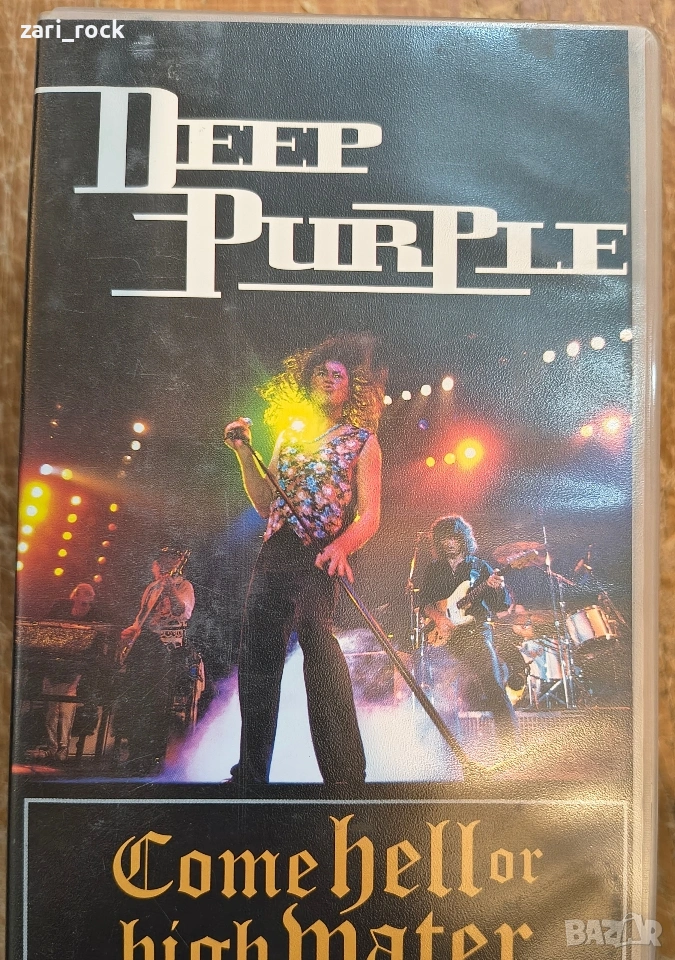 zari_rock
DEEP
PURPLE
Come hell or
high Water
BAZAR